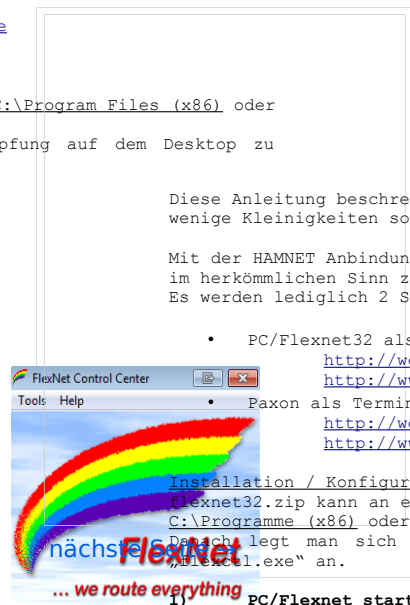 e
C:\Program Files (x86) oder
pfung auf dem Desktop zu
Diese Anleitung beschre
wenige Kleinigkeiten so
Mit der HAMNET Anbindun
im herkömmlichen Sinn z
Es werden lediglich 2 S
• PC/Flexnet32 als
http://w
http://ww
• Paxon als Termin
http://w
http://ww
FlexNet Control Center
Tools Help
FlexNet
... we route everything
nächste
Installation / Konfigur
flexnet32.zip kann an e
C:\Programme (x86) oder
Danach legt man sich
„flexctl.exe“ an.
1) PC/Flexnet start